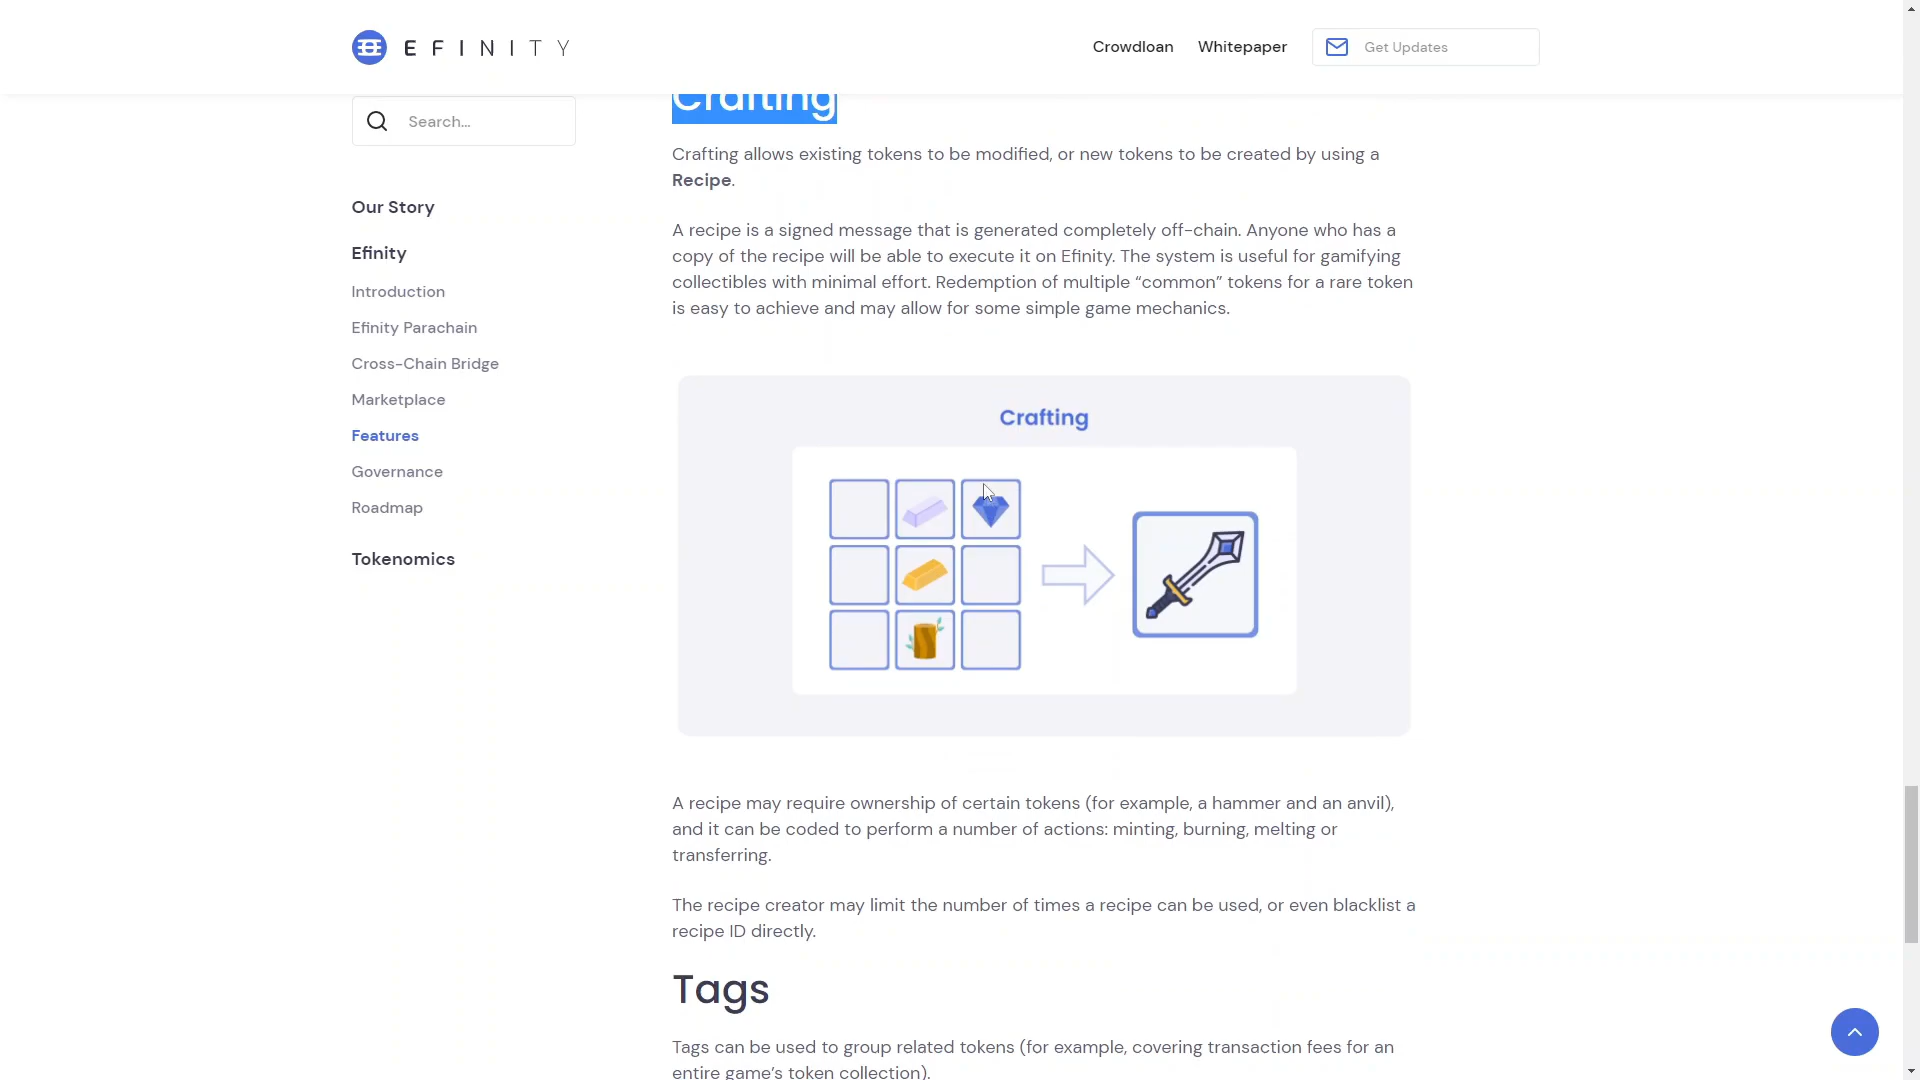 EFINITY
Crowdloan
Whitepaper
Get Updates
Search...
Our Story
Efinity
Introduction
Efinity Parachain
Cross-Chain Bridge
Marketplace
Features
Governance
Roadmap
Tokenomics
Crafting
Crafting allows existing tokens to be modified, or new tokens to be created by using a
Recipe.
A recipe is a signed message that is generated completely off-chain. Anyone who has a
copy of the recipe will be able to execute it on Efinity. The system is useful for gamifying
collectibles with minimal effort. Redemption of multiple “common” tokens for a rare token
is easy to achieve and may allow for some simple game mechanics.
Crafting
A recipe may require ownership of certain tokens (for example, a hammer and an anvil),
and it can be coded to perform a number of actions: minting, burning, melting or
transferring.
The recipe creator may limit the number of times a recipe can be used, or even blacklist a
recipe ID directly.
Tags
Tags can be used to group related tokens (for example, covering transaction fees for an
entire game’s token collection).